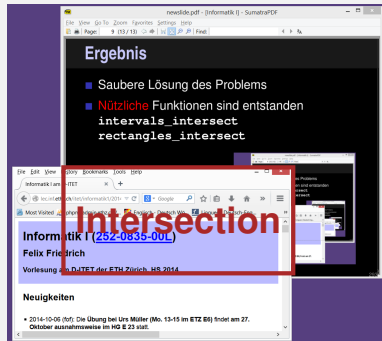 newslide.pdf - [Informatik I] - SumatraPDF
File View Go To Zoom Favorites Settings Help
Page: 9 (13 / 13) Find:
Ergebnis
Saubere Lösung des Problems
Nützliche Funktionen sind entstanden
intervals_intersect
rectangles_intersect
File Edit View History Bookmarks Tools Help
Informatik I am D-ITET
Google
Most Visited
Intersection
Informatik I (252-0835-00L)
Felix Friedrich
Vorlesung am D-ITET der ETH Zürich, HS 2014
Neuigkeiten
2014-10-06 (fof): Die Übung bei Urs Müller (Mo. 13-15 im ETZ E6) findet am 27.
Oktober ausnahmsweise im HG E 23 statt.